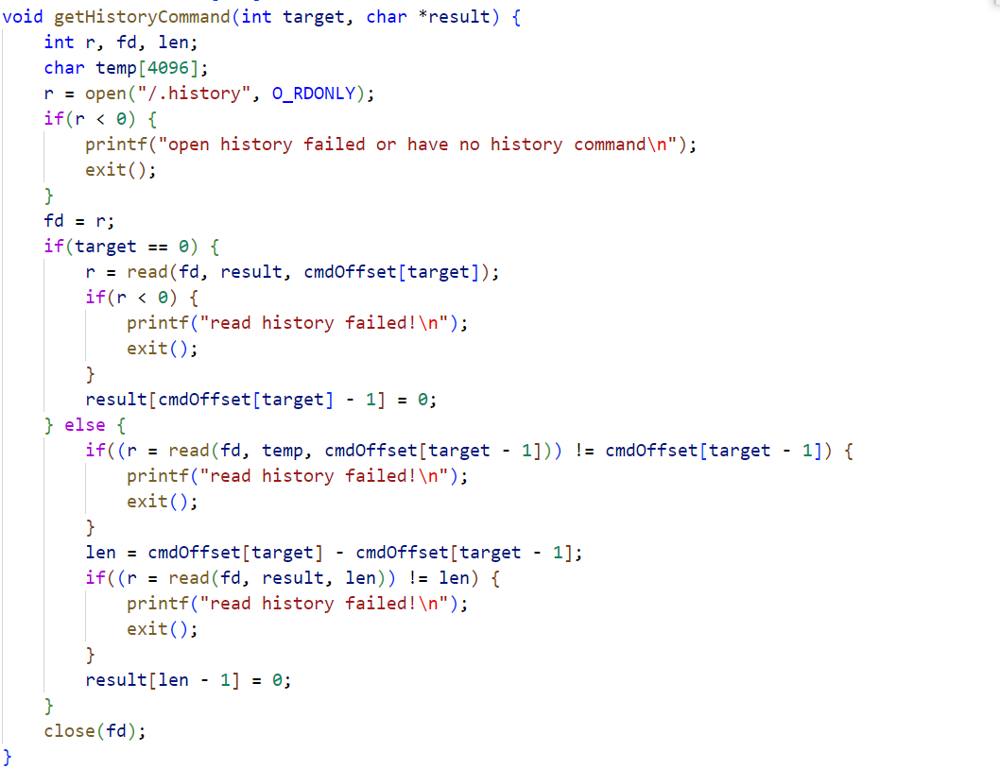 void getHistoryCommand(int target, char *result) {
    int r, fd, len;
    char temp[4096];
    r = open("/.history", O_RDONLY);
    if(r < 0) {
        printf("open history failed or have no history command\n");
        exit();
    }
    fd = r;
    if(target == 0) {
        r = read(fd, result, cmdOffset[target]);
        if(r < 0) {
            printf("read history failed!\n");
            exit();
        }
        result[cmdOffset[target] - 1] = 0;
    } else {
        if((r = read(fd, temp, cmdOffset[target - 1])) != cmdOffset[target - 1]) {
            printf("read history failed!\n");
            exit();
        }
        len = cmdOffset[target] - cmdOffset[target - 1];
        if((r = read(fd, result, len)) != len) {
            printf("read history failed!\n");
            exit();
        }
        result[len - 1] = 0;
    }
    close(fd);
}